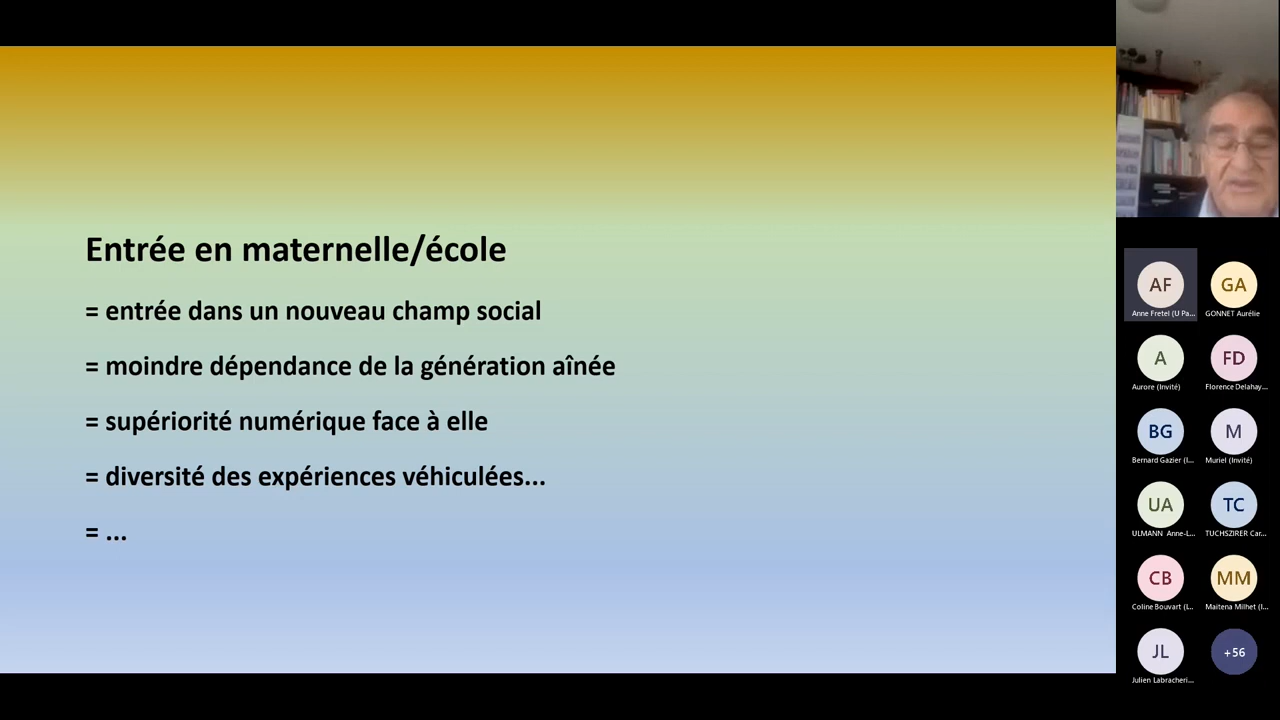 Entrée en maternelle/école
= entrée dans un nouveau champ social
= moindre dépendance de la génération aînée
= supériorité numérique face à elle
= diversité des expériences véhiculées...
= ...
AF
GA
Anne Fretel (U Pa...
GONNET Aurélie
A
FD
Aurore (Invité)
Florence Delahay...
BG
M
Bernard Gazier (I...
Muriel (Invité)
UA
TC
ULMANN Anne-L...
TUCHSZIRER Car...
CB
MM
Coline Bouvart (I...
Maitena Milhet (I...
JL
+56
Julien Labracheri...